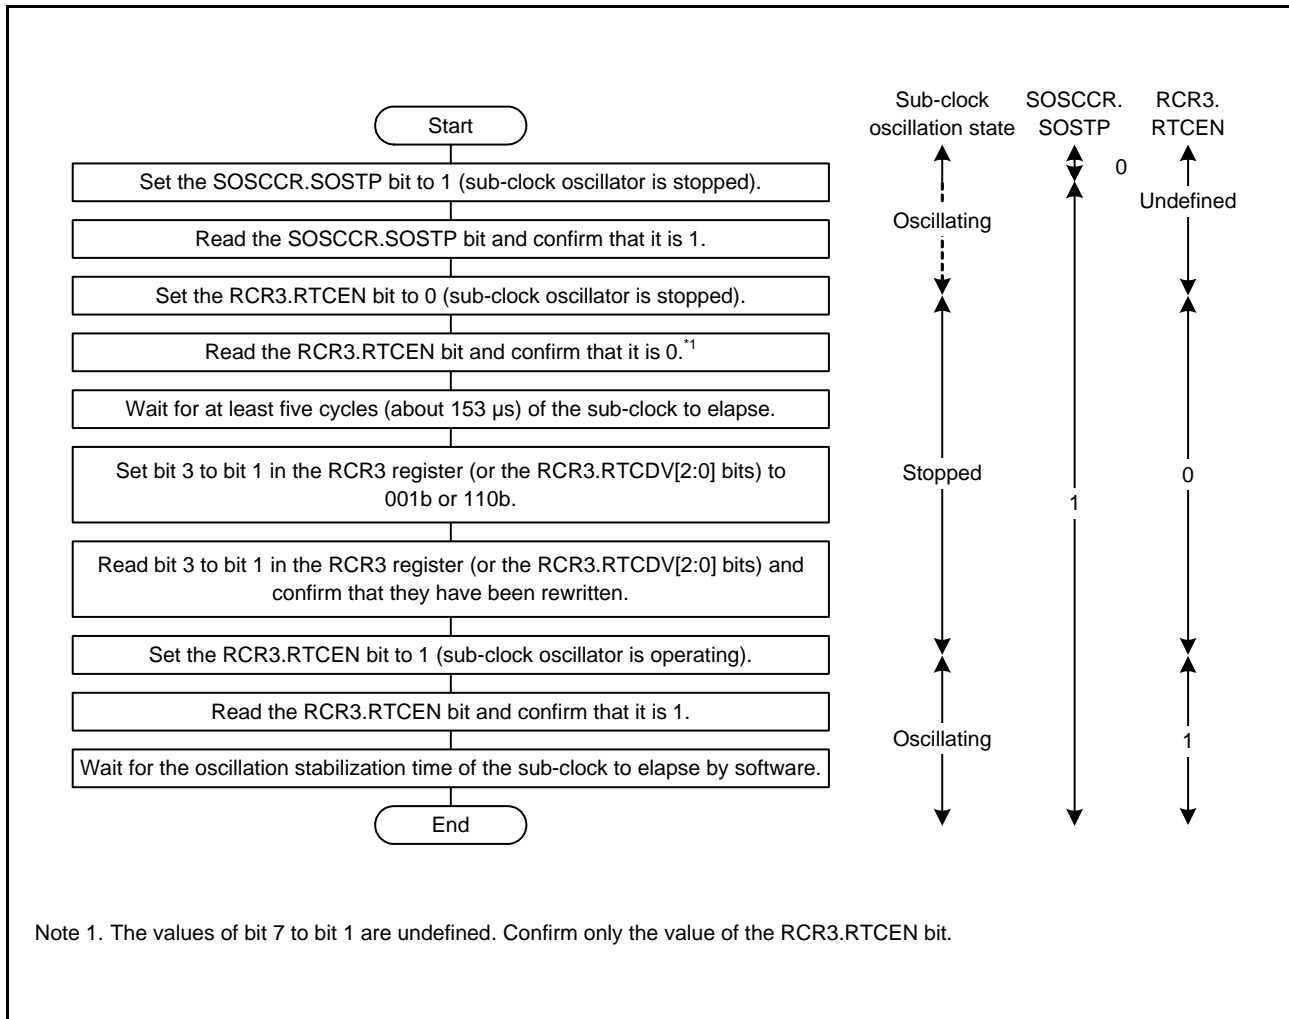 Start
Set the SOSCCR.SOSTP bit to 1 (sub-clock oscillator is stopped).
Read the SOSCCR.SOSTP bit and confirm that it is 1.
Set the RCR3.RTCEN bit to 0 (sub-clock oscillator is stopped).
Read the RCR3.RTCEN bit and confirm that it is 0.*1
Wait for at least five cycles (about 153 µs) of the sub-clock to elapse.
Set bit 3 to bit 1 in the RCR3 register (or the RCR3.RTCDV[2:0] bits) to
001b or 110b.
Read bit 3 to bit 1 in the RCR3 register (or the RCR3.RTCDV[2:0] bits) and
confirm that they have been rewritten.
Set the RCR3.RTCEN bit to 1 (sub-clock oscillator is operating).
Read the RCR3.RTCEN bit and confirm that it is 1.
Wait for the oscillation stabilization time of the sub-clock to elapse by software.
End
Sub-clock
oscillation state
Oscillating
Stopped
Oscillating
SOSCCR.
SOSTP
0
1
RCR3.
RTCEN
Undefined
0
1
Note 1. The values of bit 7 to bit 1 are undefined. Confirm only the value of the RCR3.RTCEN bit.